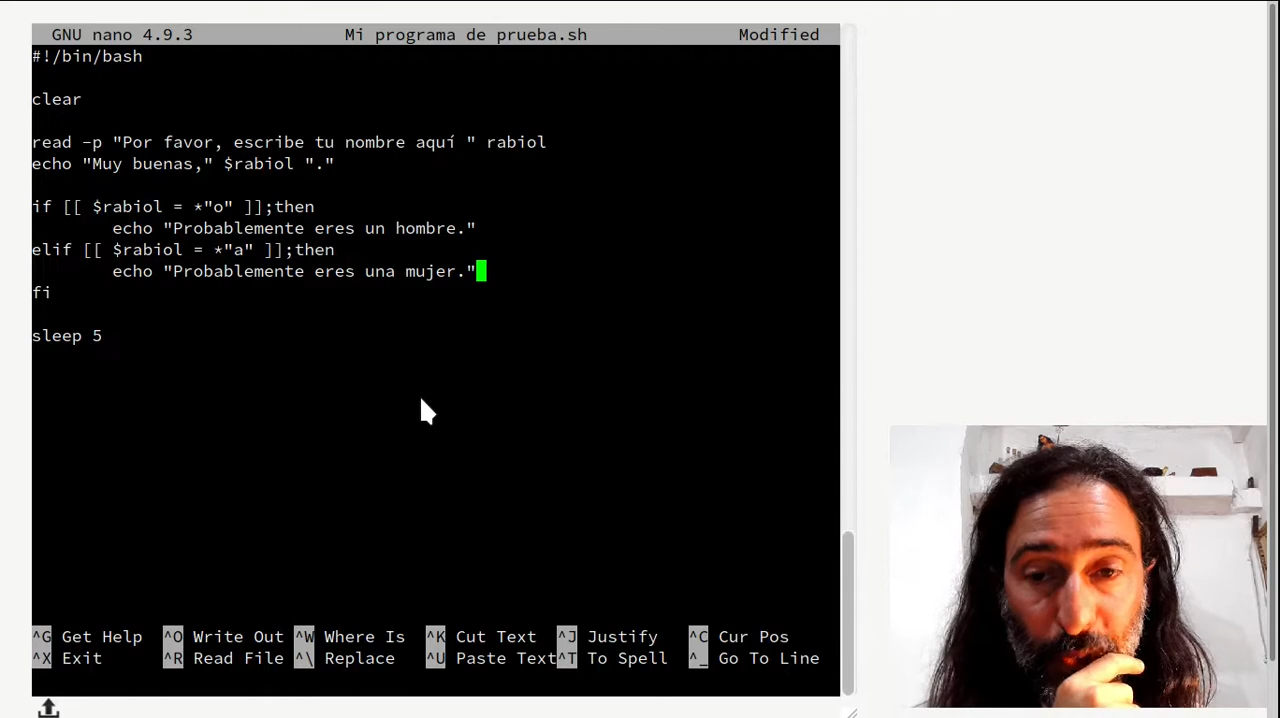 GNU nano 4.9.3 Mi programa de prueba.sh Modified
#!/bin/bash
clear
read -p "Por favor, escribe tu nombre aquí " rabiol
echo "Muy buenas," $rabiol "."
if [[ $rabiol = *"o" ]];then
echo "Probablemente eres un hombre."
elif [[ $rabiol = *"a" ]];then
echo "Probablemente eres una mujer."
fi
sleep 5
^G Get Help ^O Write Out ^W Where Is ^K Cut Text ^J Justify ^C Cur Pos
^X Exit ^R Read File ^\ Replace ^U Paste Text ^T To Spell ^_ Go To Line